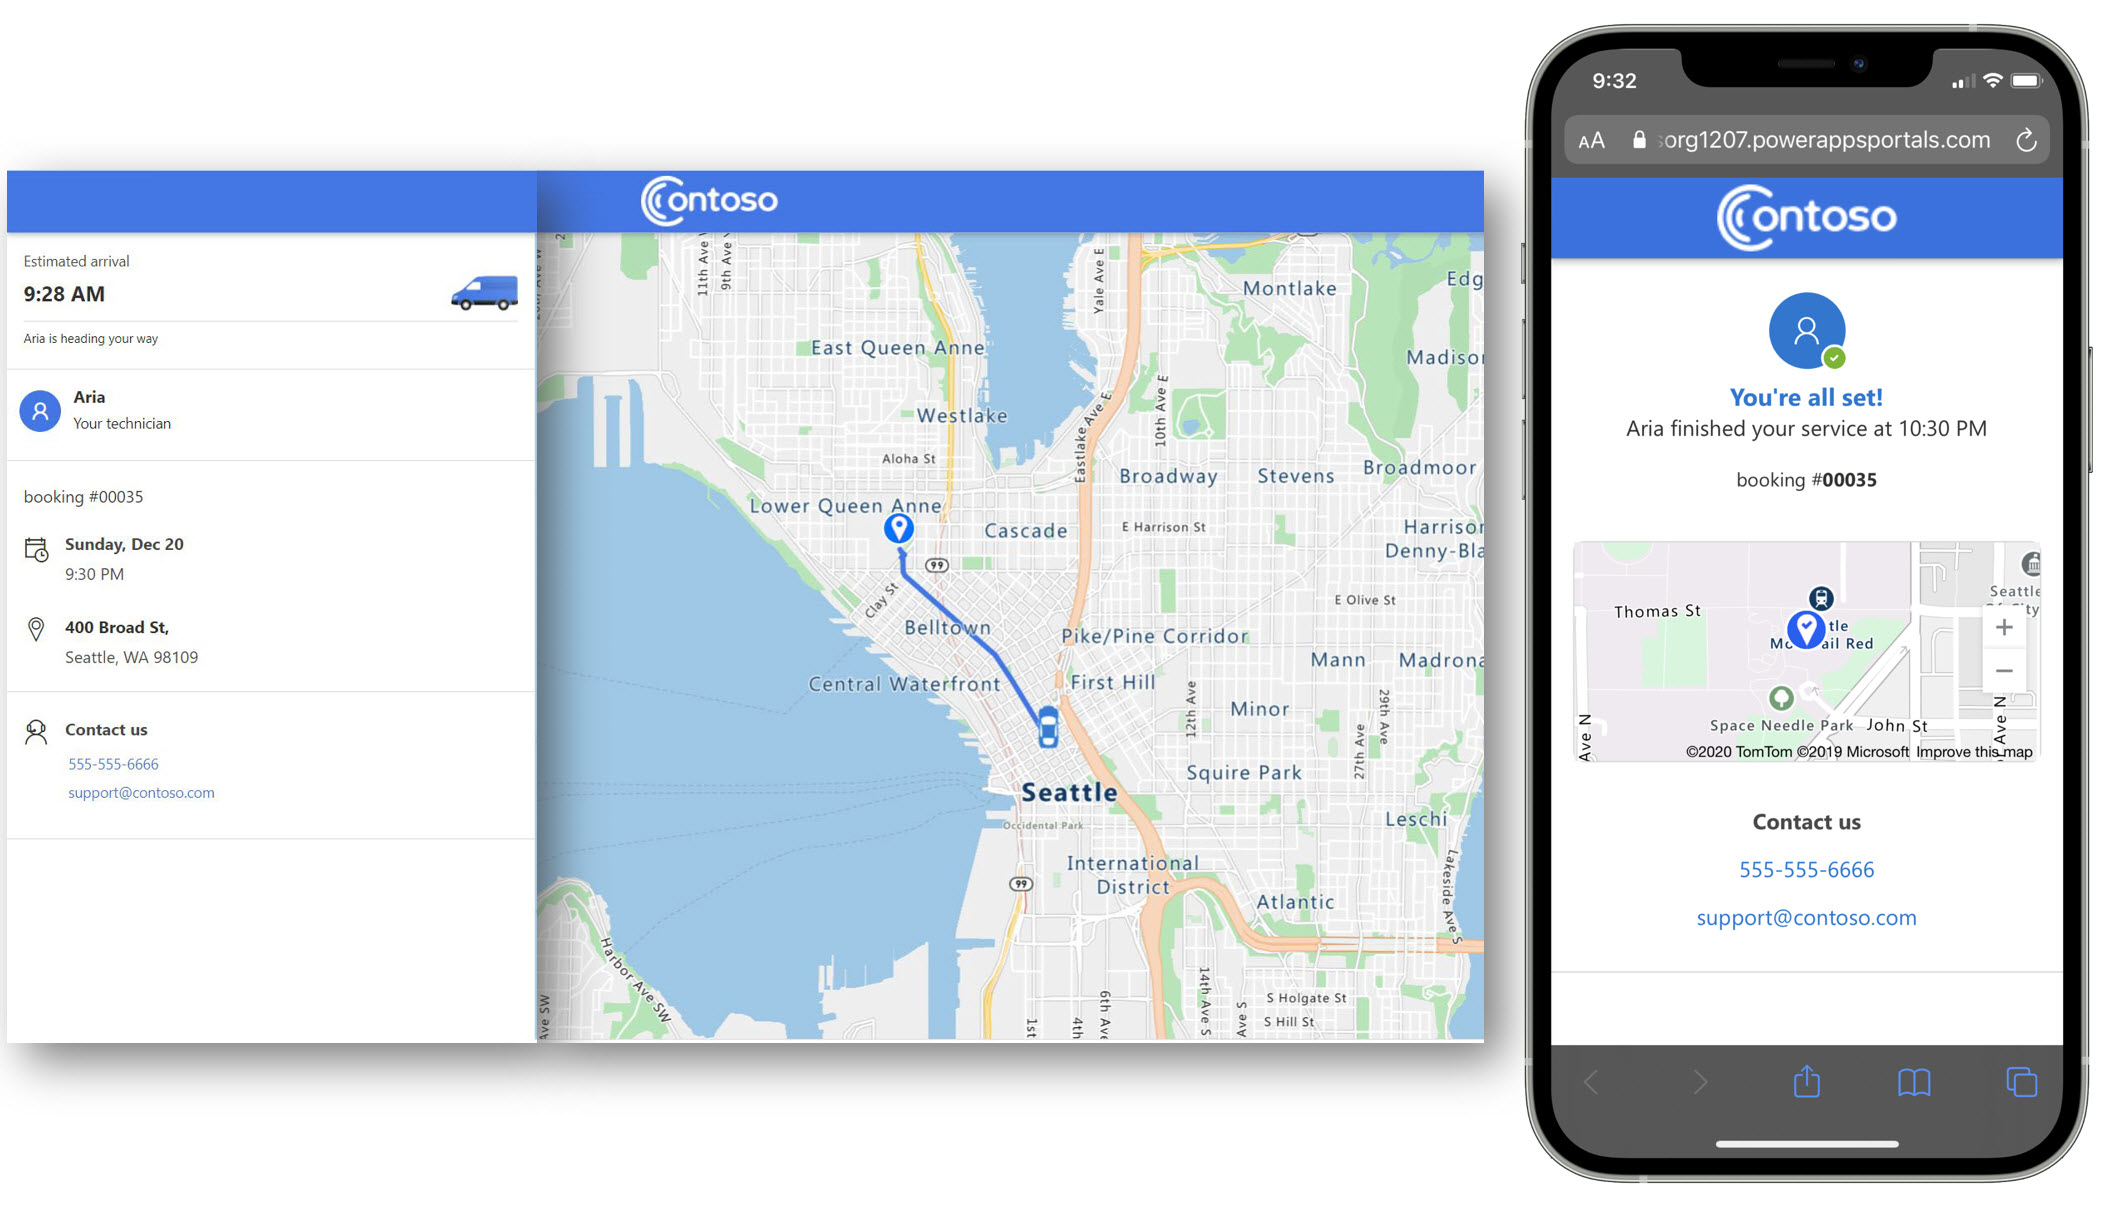 Contoso
Estimated arrival
9:28 AM
Aria is heading your way
Aria
Your technician
booking #00035
Sunday, Dec 20
9:30 PM
400 Broad St,
Seattle, WA 98109
Contact us
555-555-6666
support@contoso.com
11th Ave
9th Ave
Yale Ave E
Montlake
Edg
East Queen Anne
Madison
Westlake
Eastlake Ave E
10th Ave E
Aloha St
Broadway
Stevens
Broadmoor
Lower Queen Anne
Cascade
E Harrison St
Harrison
Denny-Bla
99
Clay St
E Olive St
Belltown
Pike/Pine Corridor
Mann
Madrona
Central Waterfront
First Hill
12th Ave
Minor
29th Ave
27th Ave
Squire Park
Seattle
Occidental Park
Leschi
International
District
99
Atlantic
Lakeside Ave S
Harbor Ave SW
Ave SW
1st
4th
6th Ave
14th Ave S
Ave S
S Holgate St
S Hill St
9:32
AA
org1207.powerappsportals.com
Contoso
You're all set!
Aria finished your service at 10:30 PM
booking #00035
Thomas St
Seattle
City
tle
Mo ail Red
Space Needle Park
John St
Ave N
Ave N
©2020 TomTom ©2019 Microsoft Improve this map
Contact us
555-555-6666
support@contoso.com